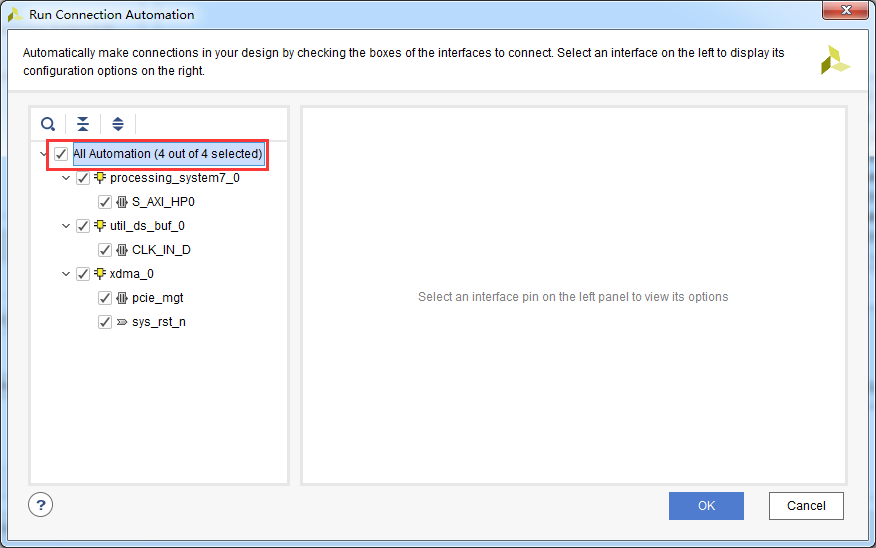 Run Connection Automation
Automatically make connections in your design by checking the boxes of the interfaces to connect. Select an interface on the left to display its
configuration options on the right.
All Automation (4 out of 4 selected)
processing_system7_0
S_AXI_HP0
util_ds_buf_0
CLK_IN_D
xdma_0
pcie_mgt
sys_rst_n
Select an interface pin on the left panel to view its options
?
OK
Cancel